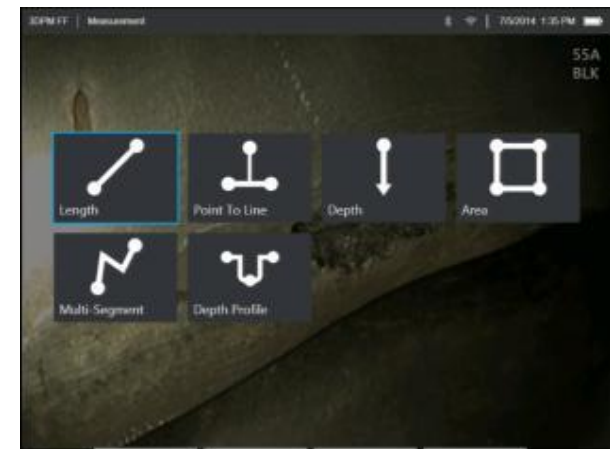 3DPM FF | Measurement 7/5/2014 1:35 PM
55A
BLK
Length Point To Line Depth Area
Multi-Segment Depth Profile